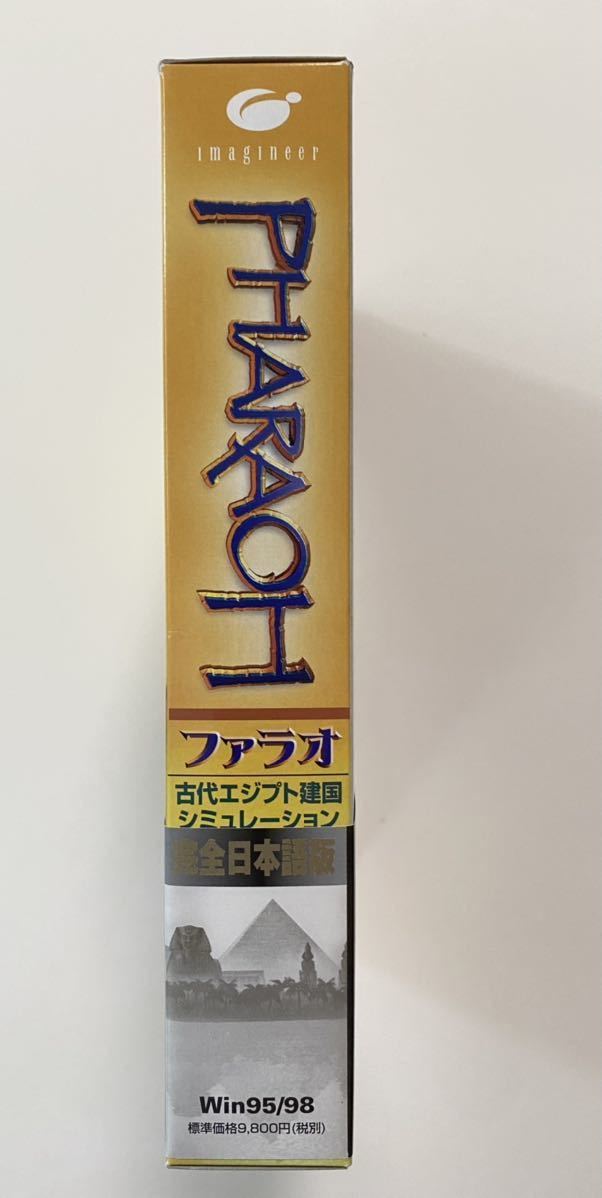 imagineer
PHARAOH
ファラオ
古代エジプト建国
シミュレーション
完全日本語版
Win95/98
標準価格9,800円(税別)